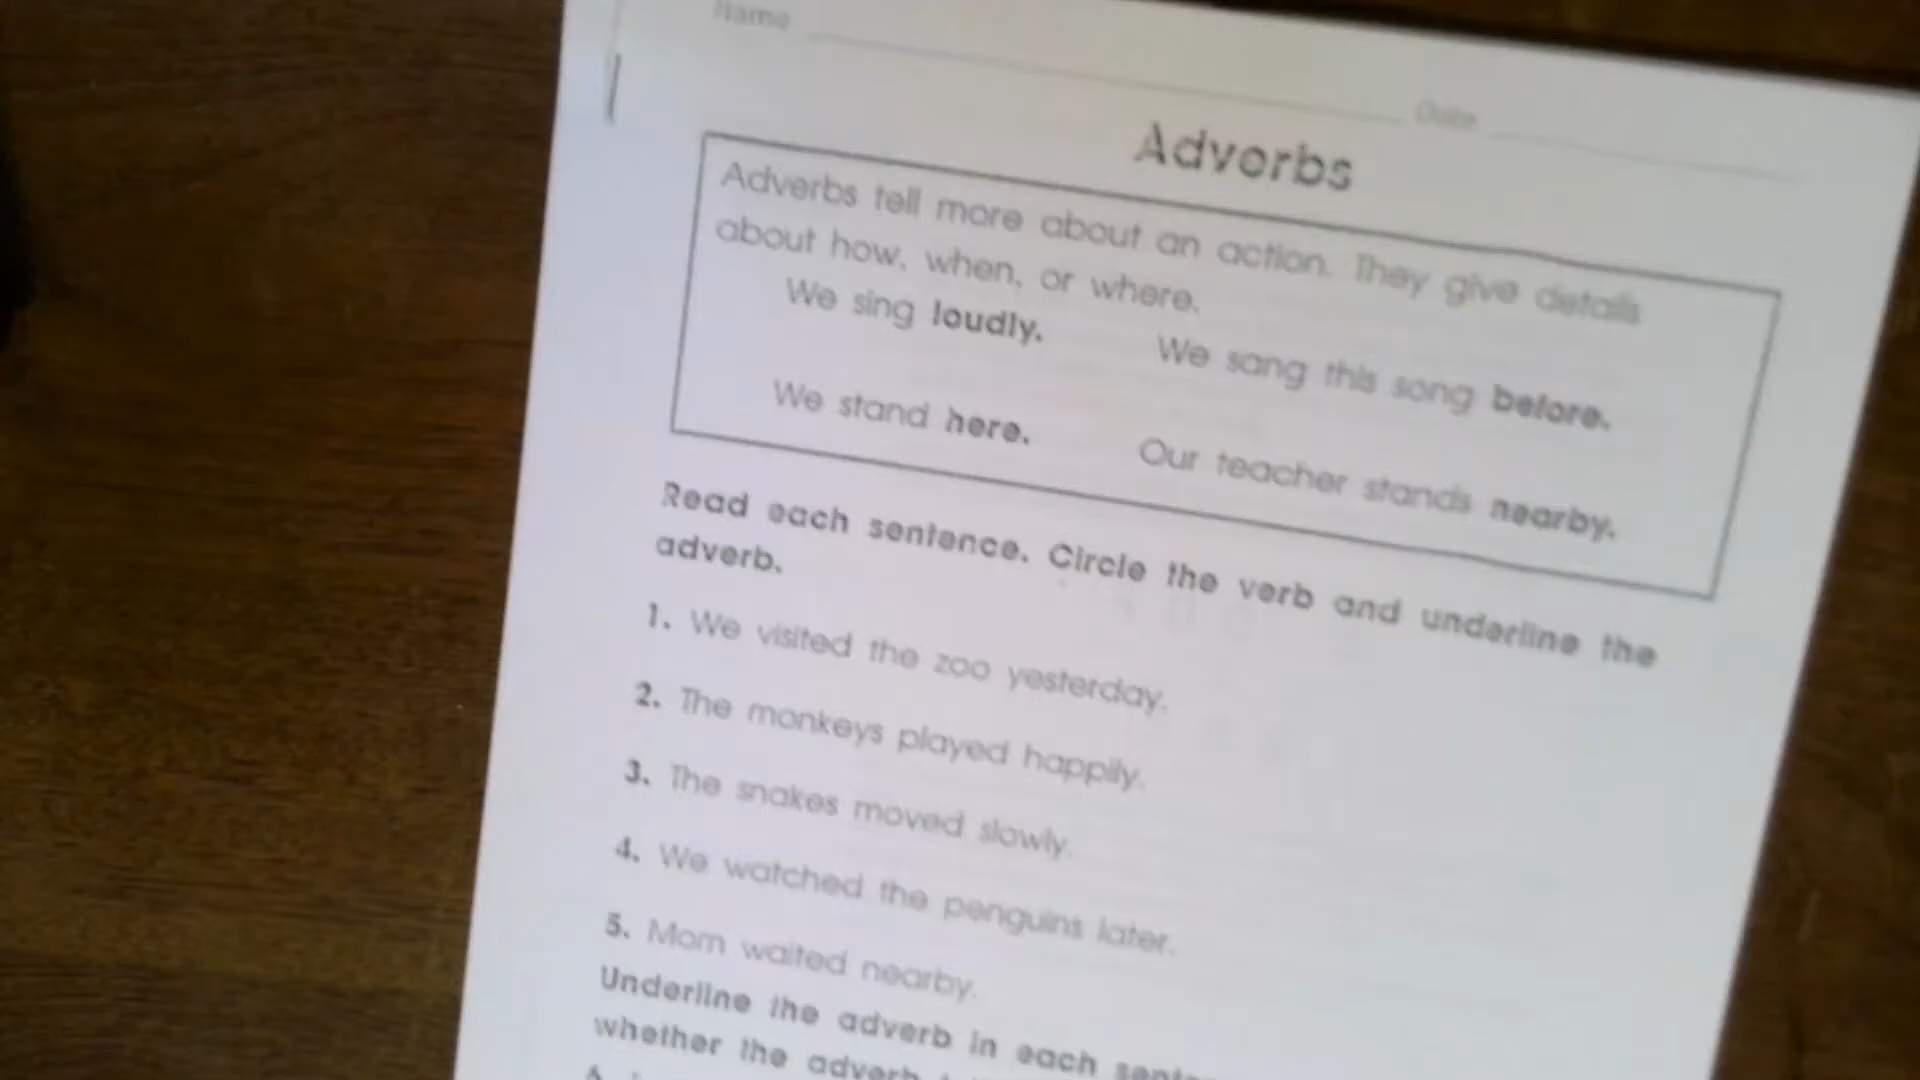 Name Date
Adverbs
Adverbs tell more about an action. They give details
about how, when, or where.
We sing loudly. We sang this song before.
We stand here. Our teacher stands nearby.
Read each sentence. Circle the verb and underline the
adverb.
1. We visited the zoo yesterday.
2. The monkeys played happily.
3. The snakes moved slowly.
4. We watched the penguins later.
5. Mom waited nearby.
Underline the adverb in each
whether the adverb